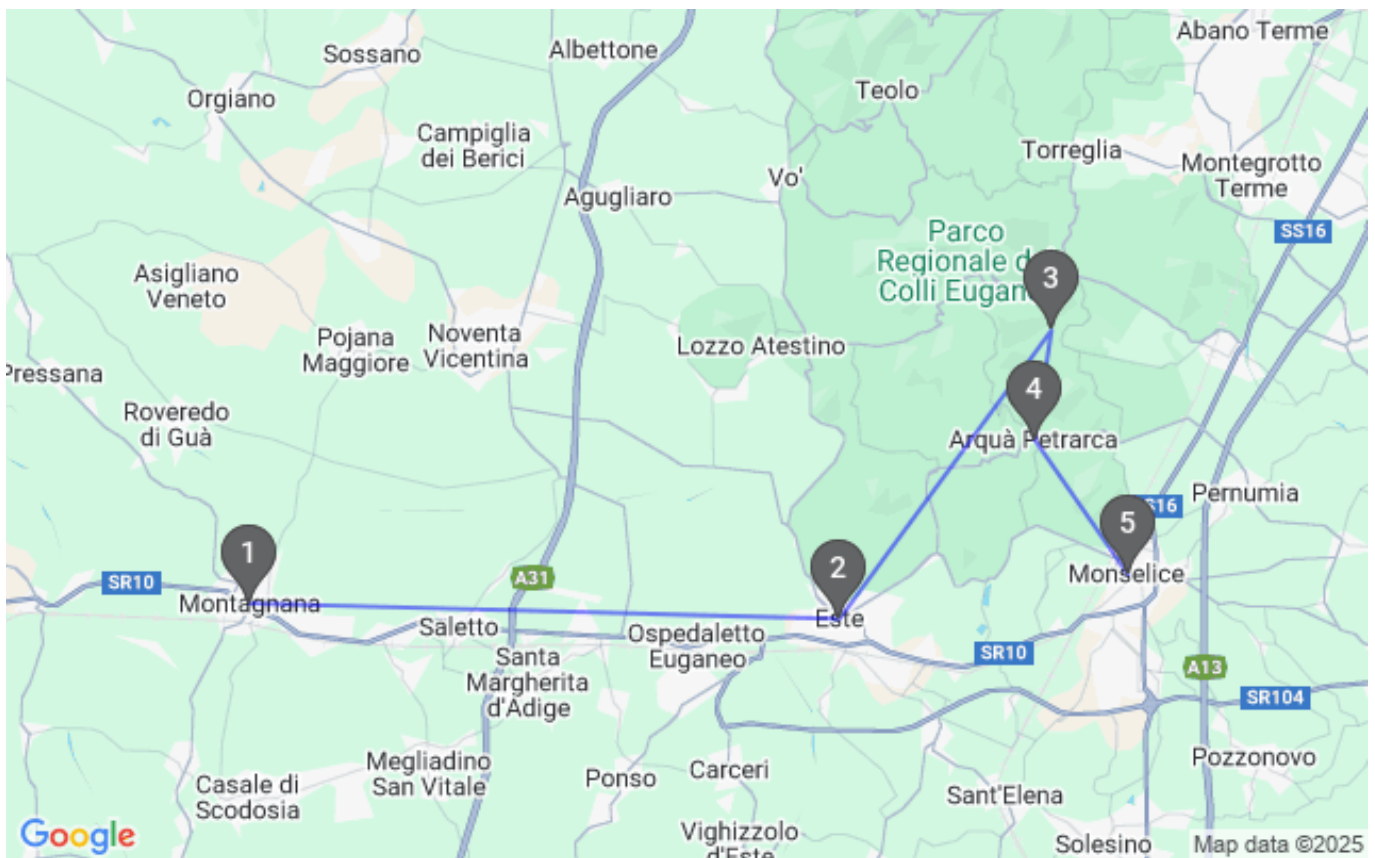 Abano Terme
Sossano
Albettone
Teolo
Orgiano
Campiglia
dei Berici
Torreglia
Montegrotto
Terme
Vo'
Agugliaro
SS16
Parco
Regionale d
Colli Eugan
3
Asigliano
Veneto
Pojana
Maggiore
Noventa
Vicentina
Lozzo Atestino
Pressana
4
Roveredo
di Guà
Arquà Petrarca
Pernumia
S16
5
1
2
A31
SR10
Monselice
Montagnana
Este
Saletto
Ospedaletto
Euganeo
SR10
Santa
Margherita
d'Adige
A13
SR104
Megliadino
San Vitale
Pozzonovo
Casale di
Scodosia
Ponso
Carceri
Sant'Elena
Vighizzolo
d'Este
Solesino
Google
Map data ©2025